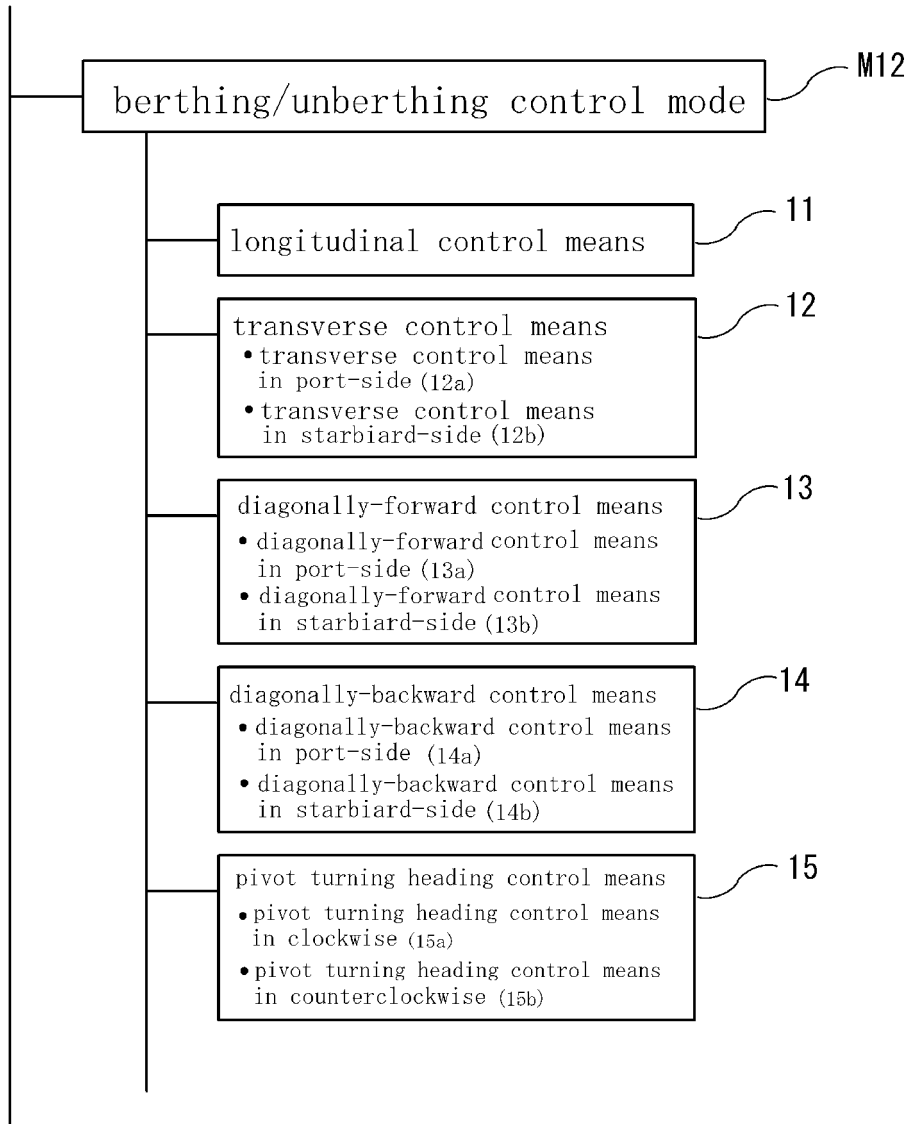 berthing/unberthing control mode
M12
longitudinal control means
11
transverse control means
12
• transverse control means
in port-side (12a)
• transverse control means
in starbiard-side (12b)
diagonally-forward control means
13
• diagonally-forward control means
in port-side (13a)
• diagonally-forward control means
in starbiard-side (13b)
diagonally-backward control means
14
• diagonally-backward control means
in port-side (14a)
• diagonally-backward control means
in starbiard-side (14b)
pivot turning heading control means
15
• pivot turning heading control means
in clockwise (15a)
• pivot turning heading control means
in counterclockwise (15b)